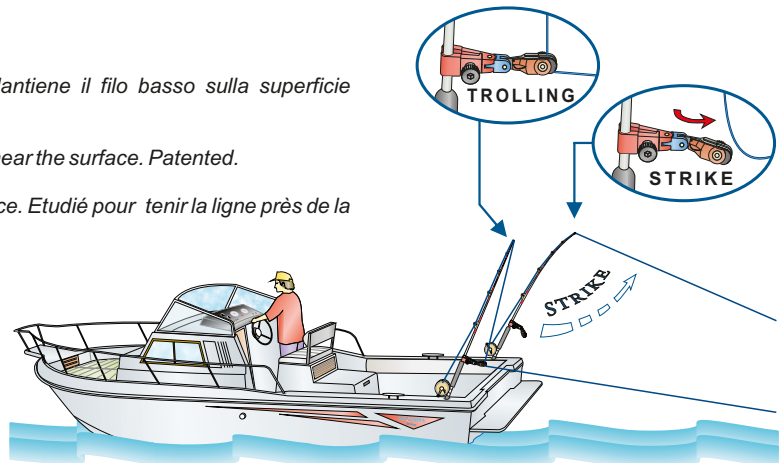 antiene il filo basso sulla superficie
near the surface. Patented.
ce. Etudié pour tenir la ligne près de la
TROLLING
STRIKE
STRIKE